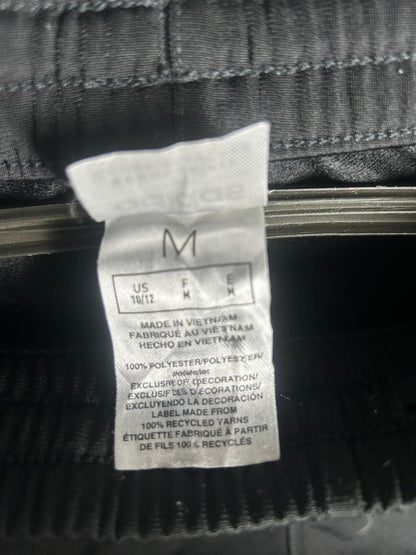 M
US F E
10/12 M M
MADE IN VIETNAM
FABRIQUÉ AU VIETNAM
HECHO EN VIETNAM
100% POLYESTER/POLYESTER/
poliéster
EXCLUSIVE OF DECORATION/
EXCLUSIF DES DÉCORATIONS/
EXCLUYENDO LA DECORACIÓN
LABEL MADE FROM
100% RECYCLED YARNS
ÉTIQUETTE FABRIQUÉE À PARTIR
DE FILS 100% RECYCLÉS